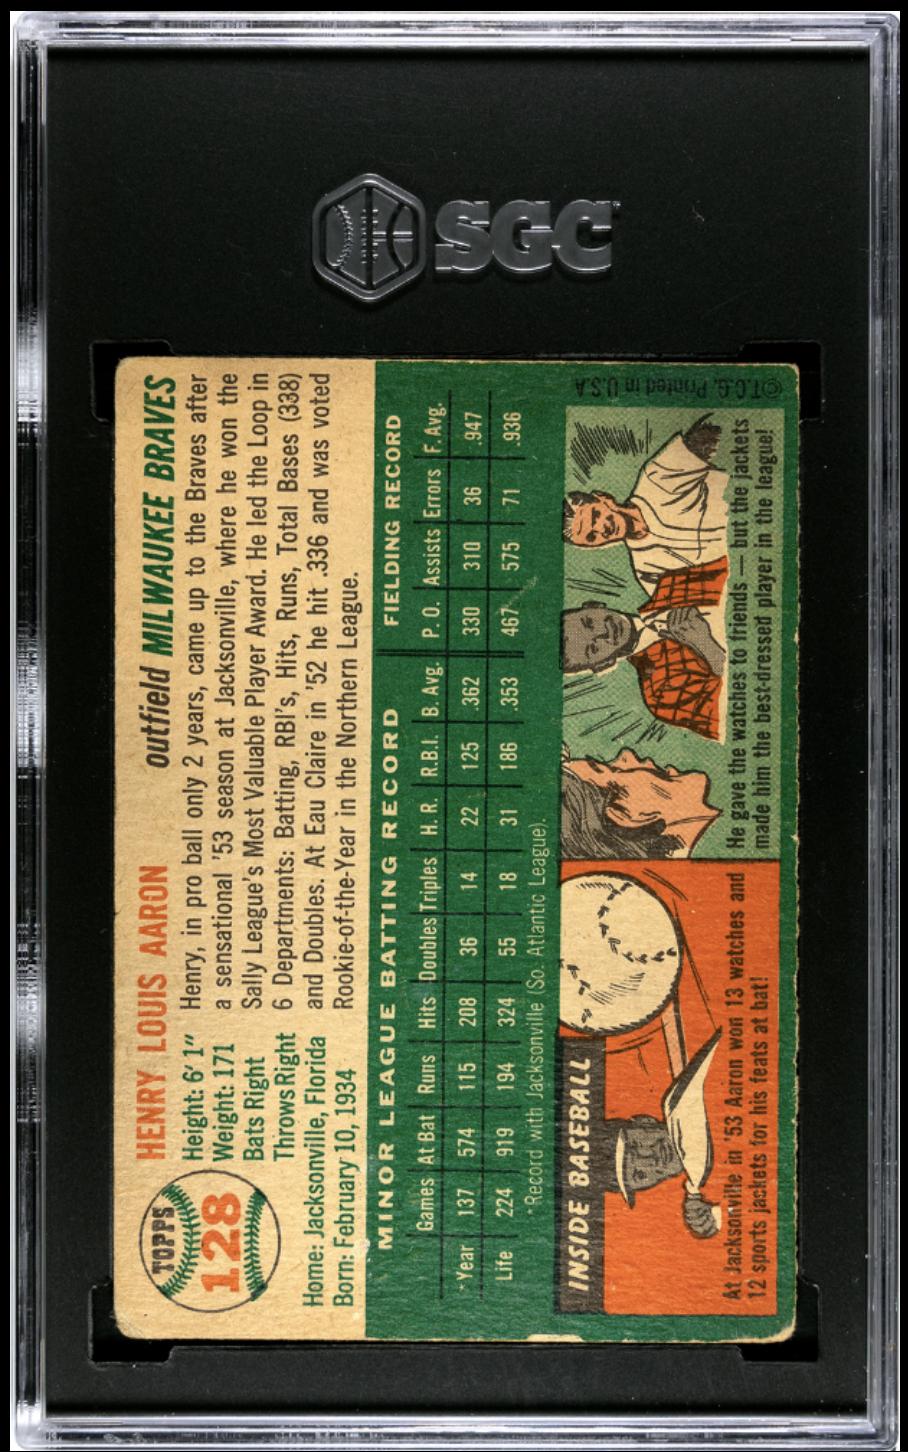 SGC
TOPPS
128
HENRY LOUIS AARON
outfield MILWAUKEE BRAVES
Height: 6' 1"
Weight: 171
Bats Right
Throws Right
Home: Jacksonville, Florida
Born: February 10, 1934
Henry, in pro ball only 2 years, came up to the Braves after
a sensational '53 season at Jacksonville, where he won the
Sally League's Most Valuable Player Award. He led the Loop in
6 Departments: Batting, RBI's, Hits, Runs, Total Bases (338)
and Doubles. At Eau Claire in '52 he hit .336 and was voted
Rookie-of-the-Year in the Northern League.
MINOR LEAGUE BATTING RECORD FIELDING RECORD
Games At Bat Runs Hits Doubles Triples H. R. R.B.I. B. Avg. P. O. Assists Errors F. Avg.
*Year 137 574 115 208 36 14 22 125 .362 330 310 36 .947
Life 224 919 194 324 55 18 31 186 .353 467 575 71 .936
*Record with Jacksonville (So. Atlantic League).
INSIDE BASEBALL
At Jacksonville in '53 Aaron won 13 watches and
12 sports jackets for his feats at bat!
He gave the watches to friends — but the jackets
made him the best-dressed player in the league!
©T.C.G. Printed in U.S.A